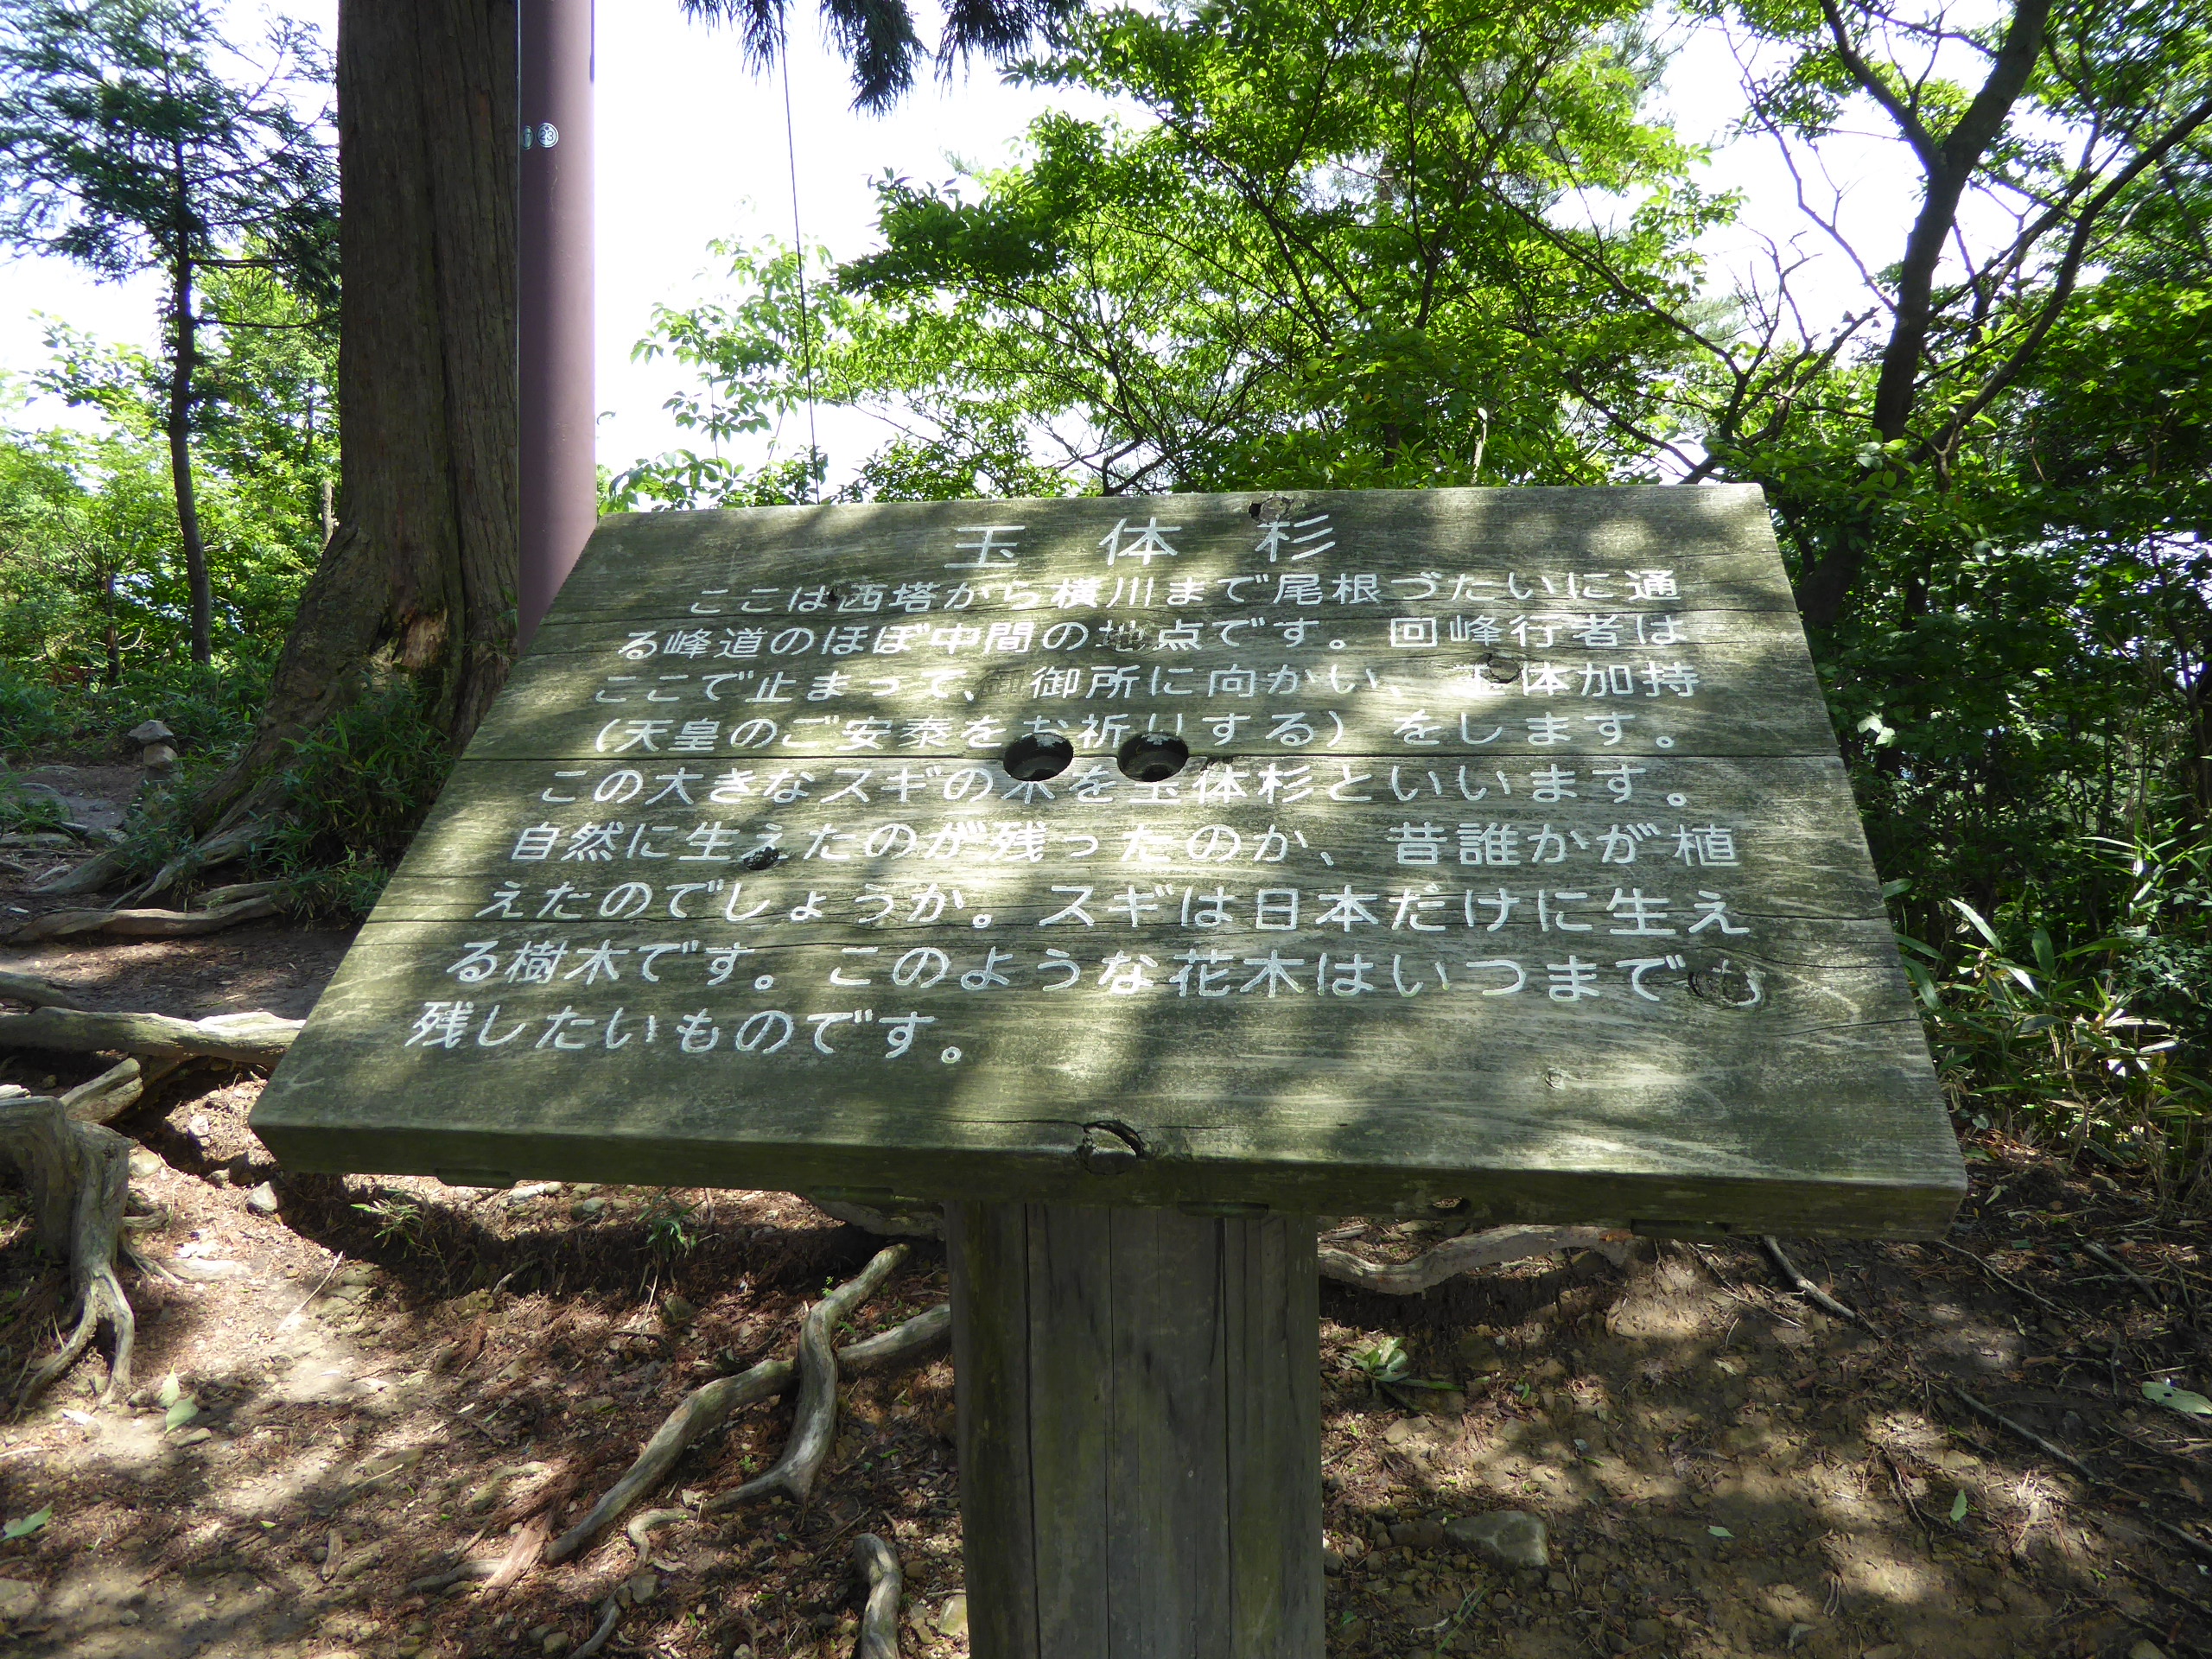 玉体杉
ここは西塔から横川まで尾根づたいに通
る峰道のほぼ中間の地点です。回峰行者は
ここで止まって、御所に向かい、玉体加持
（天皇のご安泰をお祈りする）をします。
この大きなスギの木を玉体杉といいます。
自然に生えたのが残ったのか、昔誰かが植
えたのでしょうか。スギは日本だけに生え
る樹木です。このような花木はいつまでも
残したいものです。
23